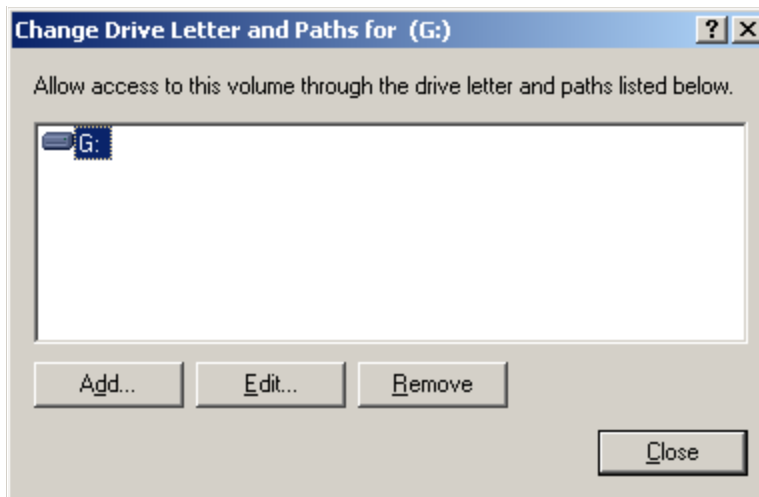 Change Drive Letter and Paths for (G:)
Allow access to this volume through the drive letter and paths listed below.
G:
Add... Edit... Remove
Close